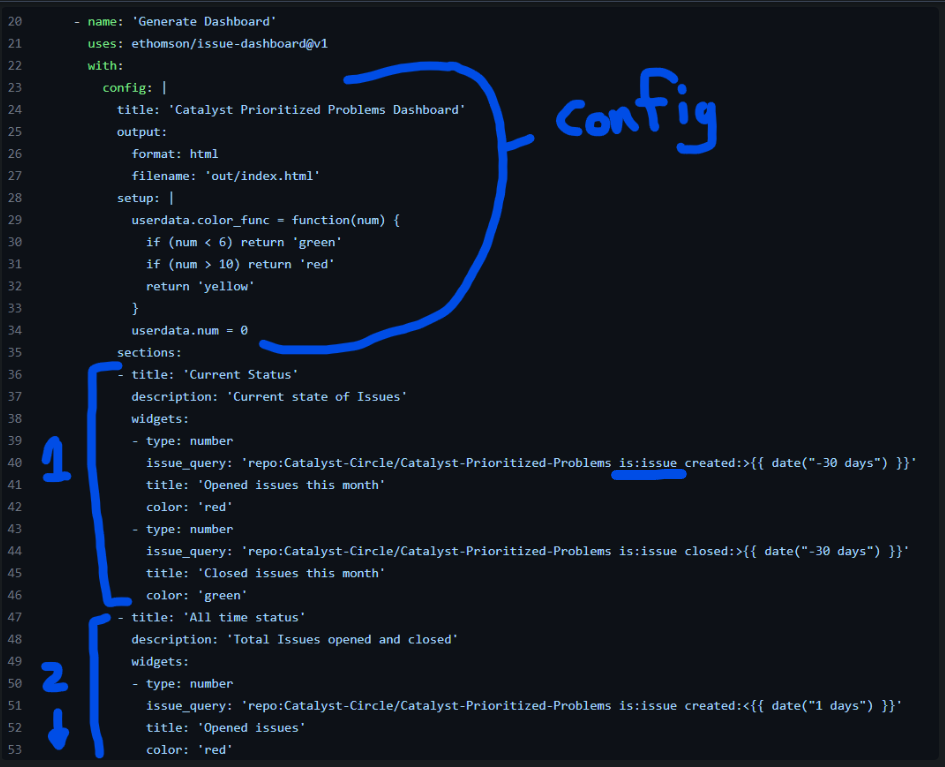 20 - name: 'Generate Dashboard'
21 uses: ethomson/issue-dashboard@v1
22 with:
23 config: |
24 title: 'Catalyst Prioritized Problems Dashboard'
25 output:
26 format: html
27 filename: 'out/index.html'
28 setup: |
29 userdata.color_func = function(num) {
30 if (num < 6) return 'green'
31 if (num > 10) return 'red'
32 return 'yellow'
33 }
34 userdata.num = 0
35 sections:
36 - title: 'Current Status'
37 description: 'Current state of Issues'
38 widgets:
39 - type: number
40 issue_query: 'repo:Catalyst-Circle/Catalyst-Prioritized-Problems is:issue created:>{{ date("-30 days") }}'
41 title: 'Opened issues this month'
42 color: 'red'
43 - type: number
44 issue_query: 'repo:Catalyst-Circle/Catalyst-Prioritized-Problems is:issue closed:>{{ date("-30 days") }}'
45 title: 'Closed issues this month'
46 color: 'green'
47 - title: 'All time status'
48 description: 'Total Issues opened and closed'
49 widgets:
50 - type: number
51 issue_query: 'repo:Catalyst-Circle/Catalyst-Prioritized-Problems is:issue created:<{{ date("1 days") }}'
52 title: 'Opened issues'
53 color: 'red'
config
1
2